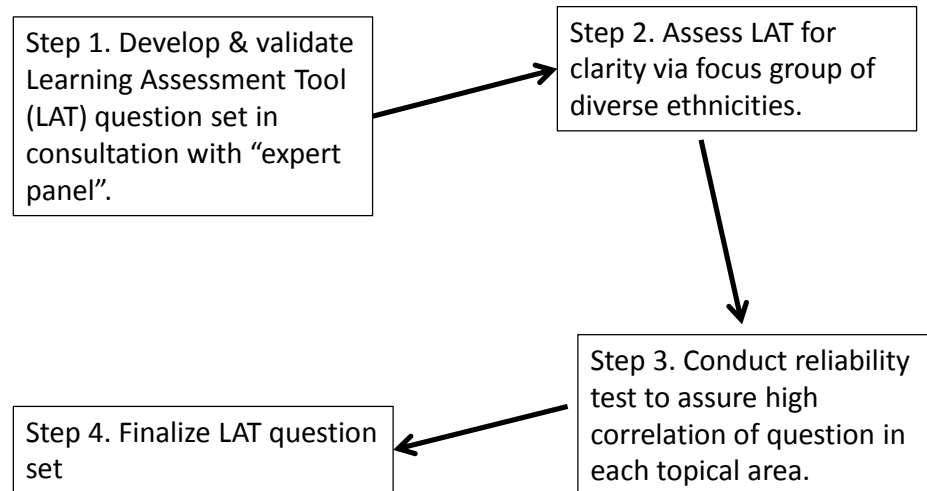 Step 1. Develop & validate
Learning Assessment Tool
(LAT) question set in
consultation with “expert
panel”.
Step 2. Assess LAT for
clarity via focus group of
diverse ethnicities.
Step 3. Conduct reliability
test to assure high
correlation of question in
each topical area.
Step 4. Finalize LAT question
set